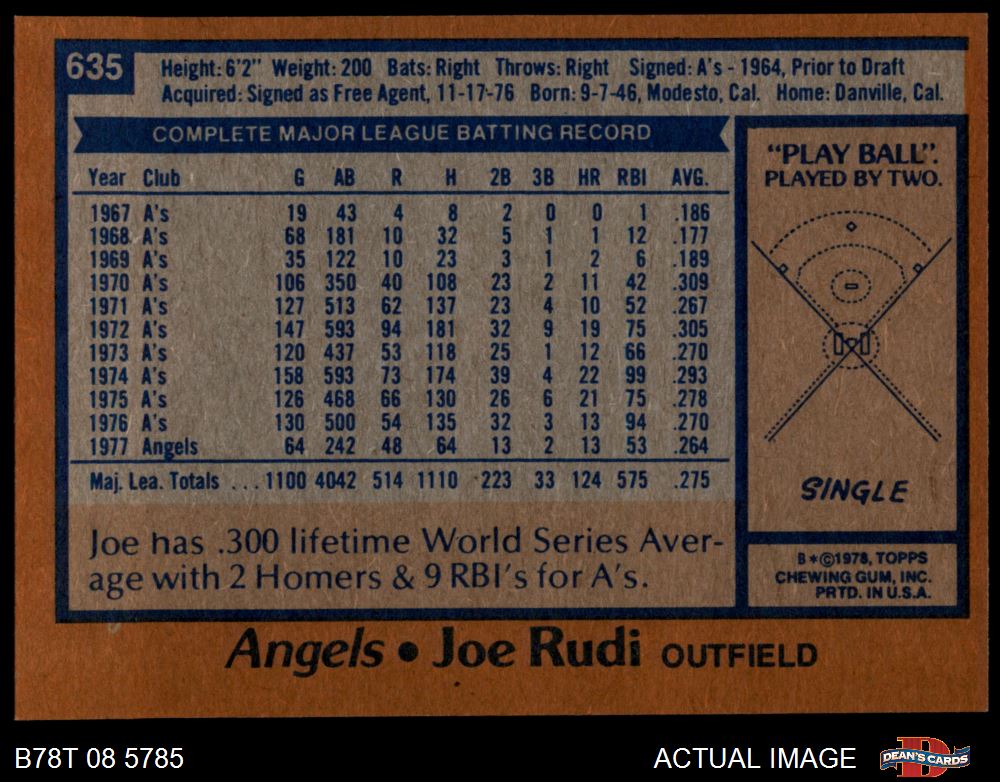 635
Height: 6'2" Weight: 200 Bats: Right Throws: Right Signed: A's - 1964, Prior to Draft
Acquired: Signed as Free Agent, 11-17-76 Born: 9-7-46, Modesto, Cal. Home: Danville, Cal.
COMPLETE MAJOR LEAGUE BATTING RECORD
Year Club G AB R H 2B 3B HR RBI AVG.
1967 A's 19 43 4 8 2 0 0 1 .186
1968 A's 68 181 10 32 5 1 1 12 .177
1969 A's 35 122 10 23 3 1 2 6 .189
1970 A's 106 350 40 108 23 2 11 42 .309
1971 A's 127 513 62 137 23 4 10 52 .267
1972 A's 147 593 94 181 32 9 19 75 .305
1973 A's 120 437 53 118 25 1 12 66 .270
1974 A's 158 593 73 174 39 4 22 99 .293
1975 A's 126 468 66 130 26 6 21 75 .278
1976 A's 130 500 54 135 32 3 13 94 .270
1977 Angels 64 242 48 64 13 2 13 53 .264
Maj. Lea. Totals ... 1100 4042 514 1110 223 33 124 575 .275
Joe has .300 lifetime World Series Aver-
age with 2 Homers & 9 RBI's for A's.
"PLAY BALL".
PLAYED BY TWO.
SINGLE
B*©1978, TOPPS
CHEWING GUM, INC.
PRTD. IN U.S.A.
Angels • Joe Rudi OUTFIELD
B78T 08 5785
ACTUAL IMAGE
D
DEAN'S CARDS